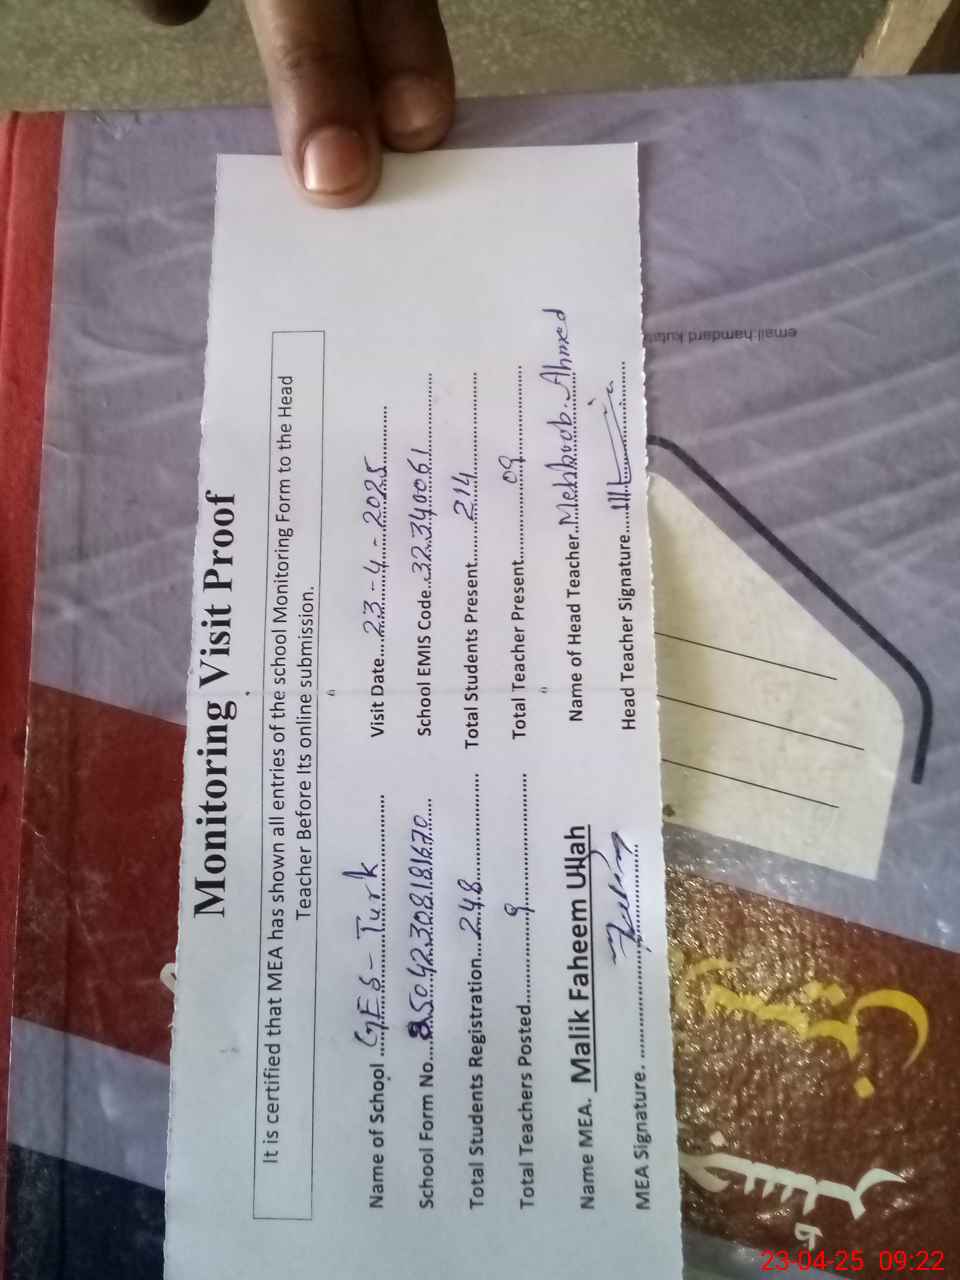 Monitoring Visit Proof
It is certified that MEA has shown all entries of the school Monitoring Form to the Head
Teacher Before Its online submission.
Name of School ..GES - Turk.......... Visit Date....23-4-2025...........
School Form No....25042308181670.... School EMIS Code..32340061...........
Total Students Registration...248................ Total Students Present......214................
Total Teachers Posted............9..................... Total Teacher Present............09................
Name MEA. Malik Faheem Ullah Name of Head Teacher..Mehboob Ahmed
MEA Signature. ............................. Head Teacher Signature.......................
email:hamdard
رجسٹر
23-04-25 09:22